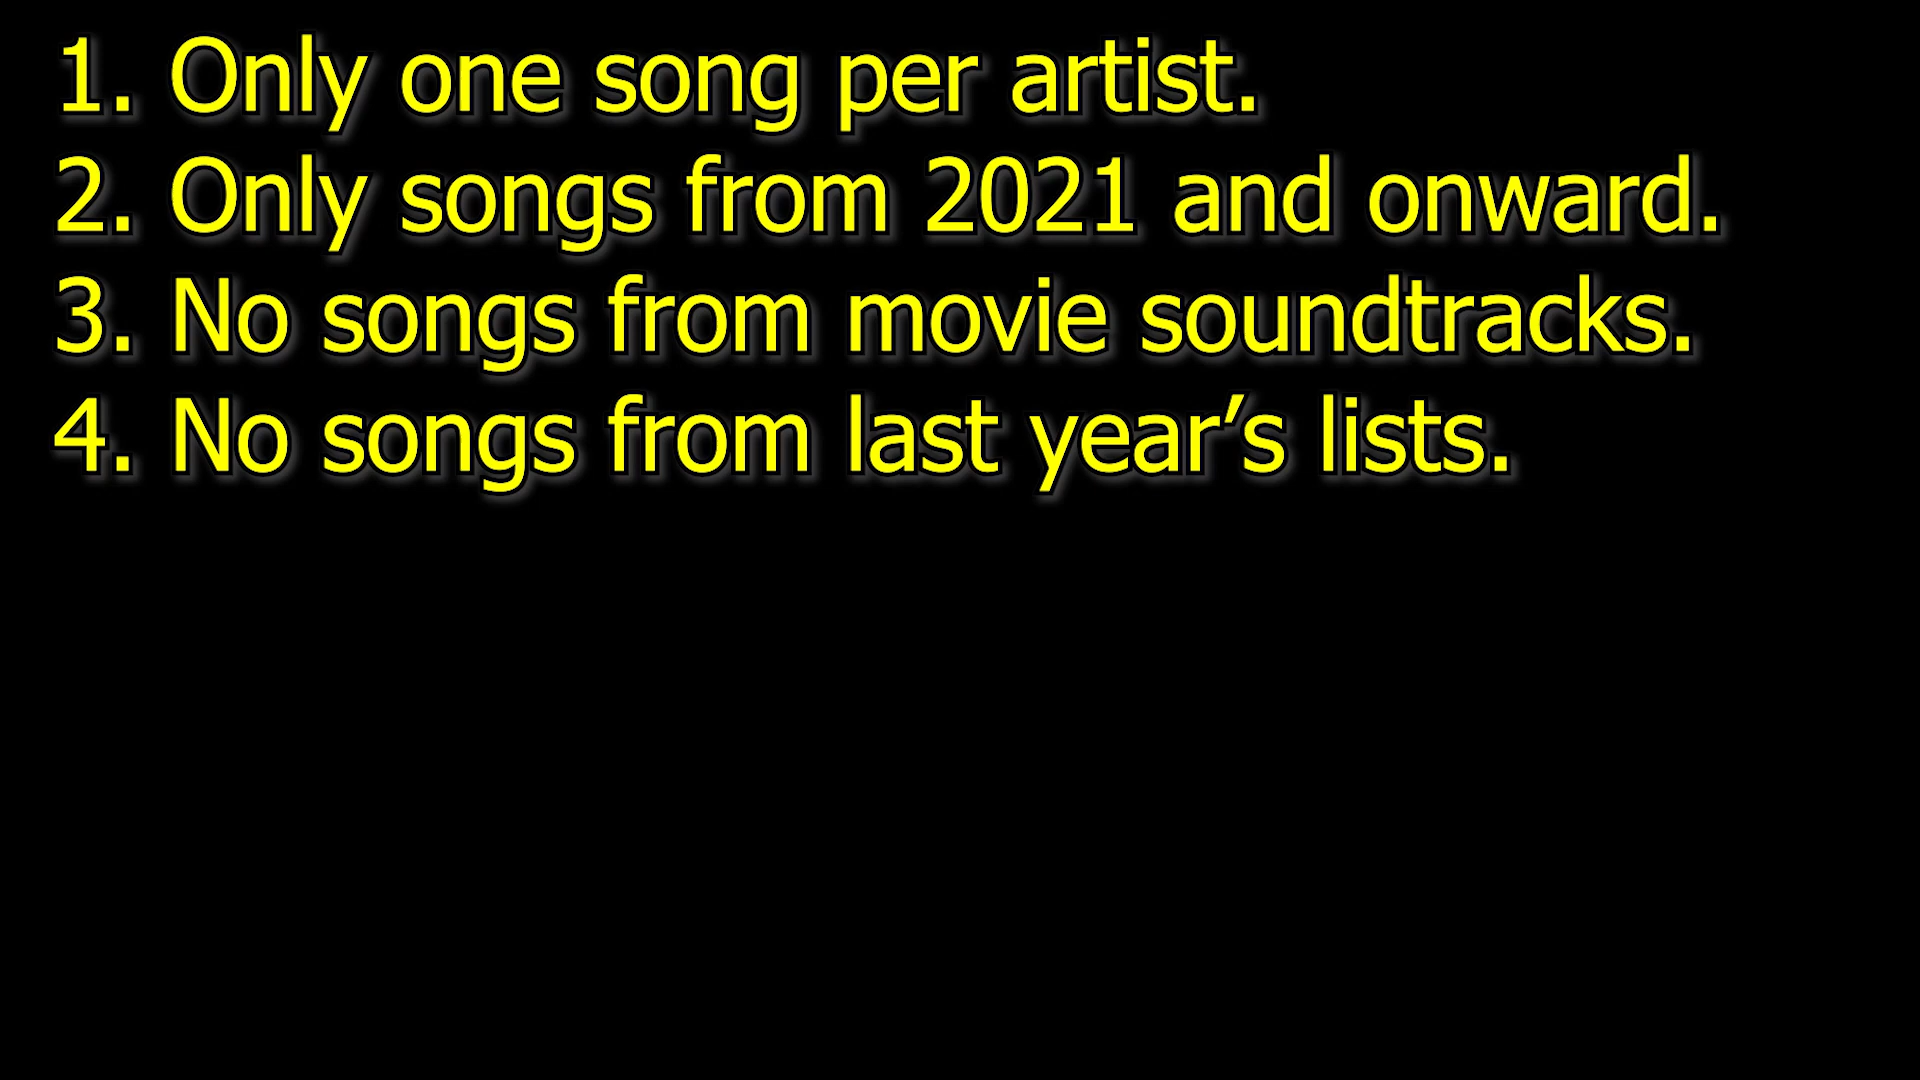 1. Only one song per artist.
2. Only songs from 2021 and onward.
3. No songs from movie soundtracks.
4. No songs from last year’s lists.